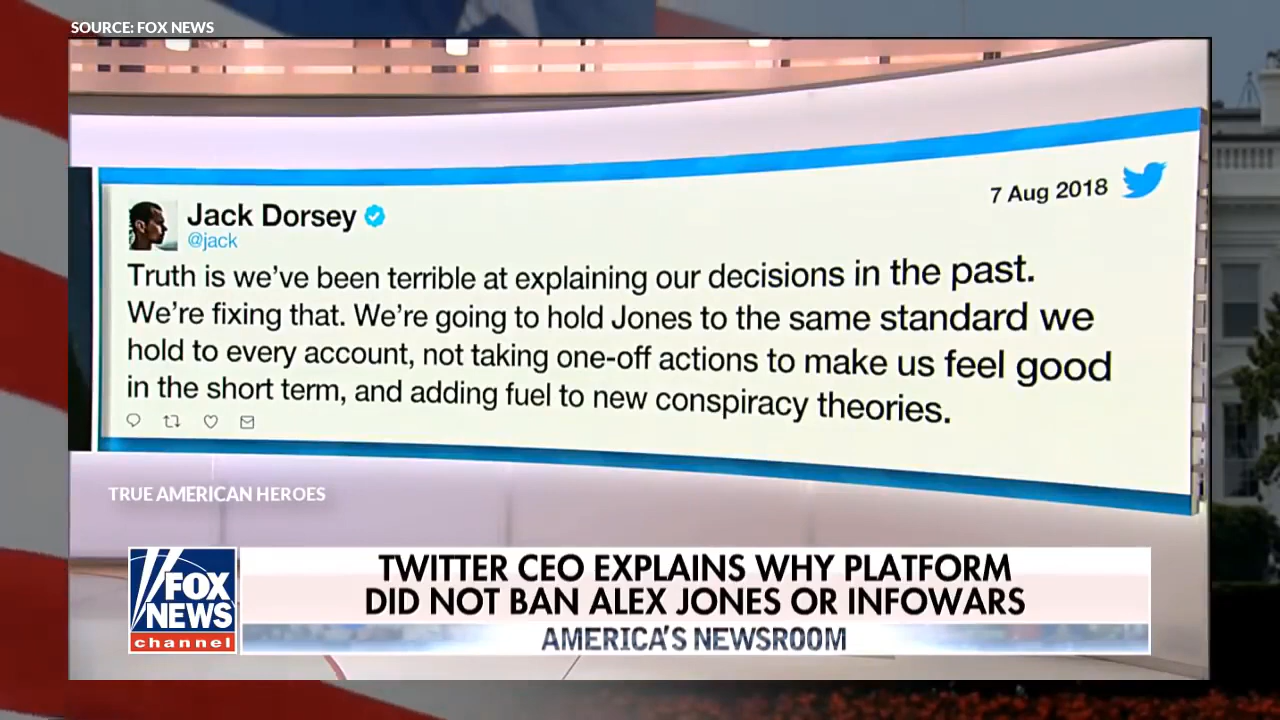 SOURCE: FOX NEWS
7 Aug 2018
Jack Dorsey
@jack
Truth is we've been terrible at explaining our decisions in the past.
We're fixing that. We're going to hold Jones to the same standard we
hold to every account, not taking one-off actions to make us feel good
in the short term, and adding fuel to new conspiracy theories.
TRUE AMERICAN HEROES
FOX
NEWS
channel
TWITTER CEO EXPLAINS WHY PLATFORM
DID NOT BAN ALEX JONES OR INFOWARS
AMERICA'S NEWSROOM